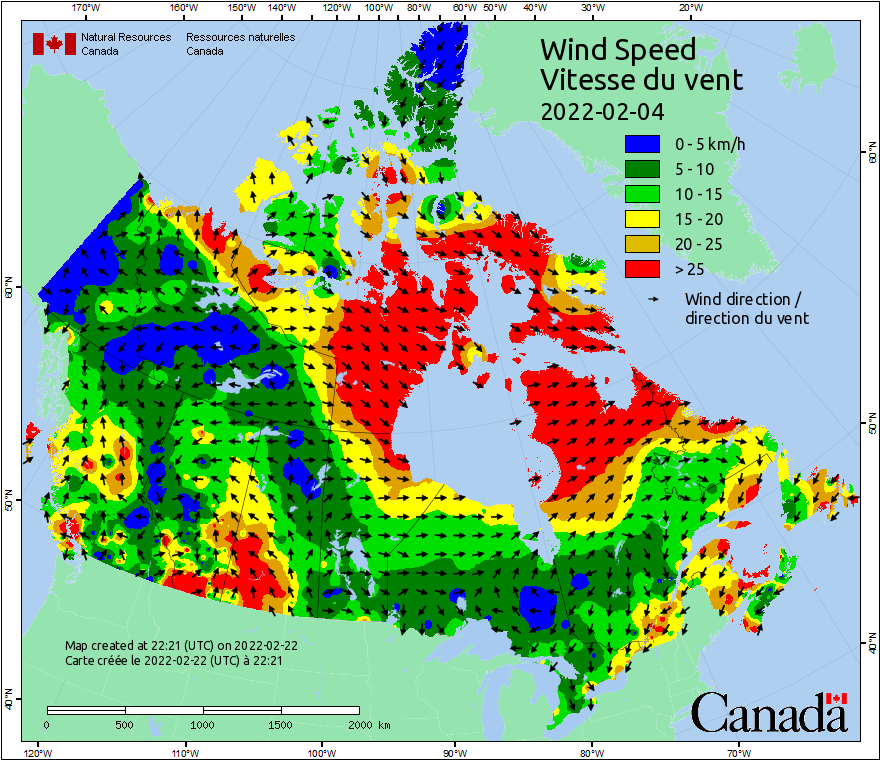 170°W 160°W 150°W 140°W 130°W 120°W 110°W 100°W 90°W 80°W 70°W 60°W 50°W 40°W 30°W 20°W
Natural Resources Canada
Ressources naturelles Canada
Wind Speed
Vitesse du vent
2022-02-04
0 - 5 km/h
5 - 10
10 - 15
15 - 20
20 - 25
> 25
Wind direction /
direction du vent
60°N
60°N
50°N
50°N
40°N
40°N
Map created at 22:21 (UTC) on 2022-02-22
Carte créée le 2022-02-22 (UTC) à 22:21
0 500 1000 1500 2000 km
Canada
120°W 110°W 100°W 90°W 80°W 70°W